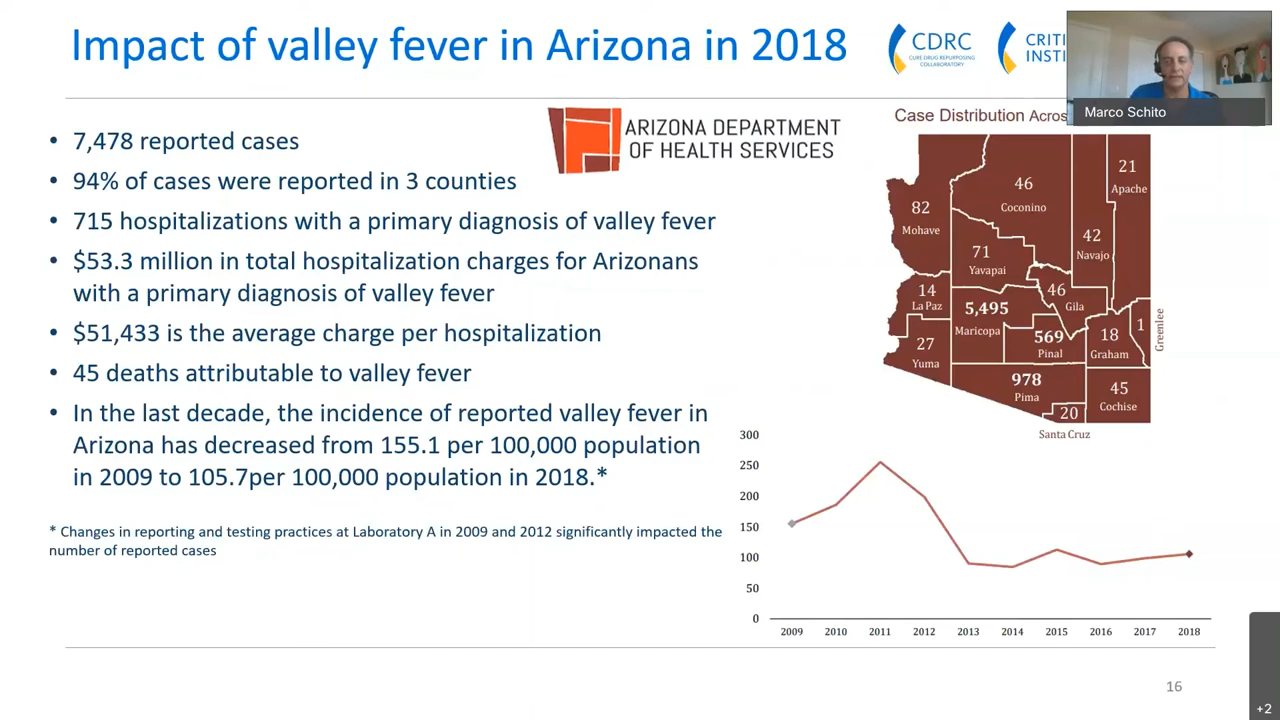 Impact of valley fever in Arizona in 2018
CDRC
CURE DRUG REPURPOSING
COLLABORATORY
CRITI
INSTI
Marco Schito
• 7,478 reported cases
• 94% of cases were reported in 3 counties
• 715 hospitalizations with a primary diagnosis of valley fever
• $53.3 million in total hospitalization charges for Arizonans
with a primary diagnosis of valley fever
• $51,433 is the average charge per hospitalization
• 45 deaths attributable to valley fever
• In the last decade, the incidence of reported valley fever in
Arizona has decreased from 155.1 per 100,000 population
in 2009 to 105.7per 100,000 population in 2018.*
* Changes in reporting and testing practices at Laboratory A in 2009 and 2012 significantly impacted the
number of reported cases
ARIZONA DEPARTMENT
OF HEALTH SERVICES
Case Distribution Acros
82
Mohave
46
Coconino
21
Apache
42
Navajo
71
Yavapai
14
La Paz
46
Gila
5,495
Maricopa
569
Pinal
18
Graham
1
Greenlee
27
Yuma
978
Pima
45
Cochise
20
Santa Cruz
300
250
200
150
100
50
0
2009 2010 2011 2012 2013 2014 2015 2016 2017 2018
16
+2